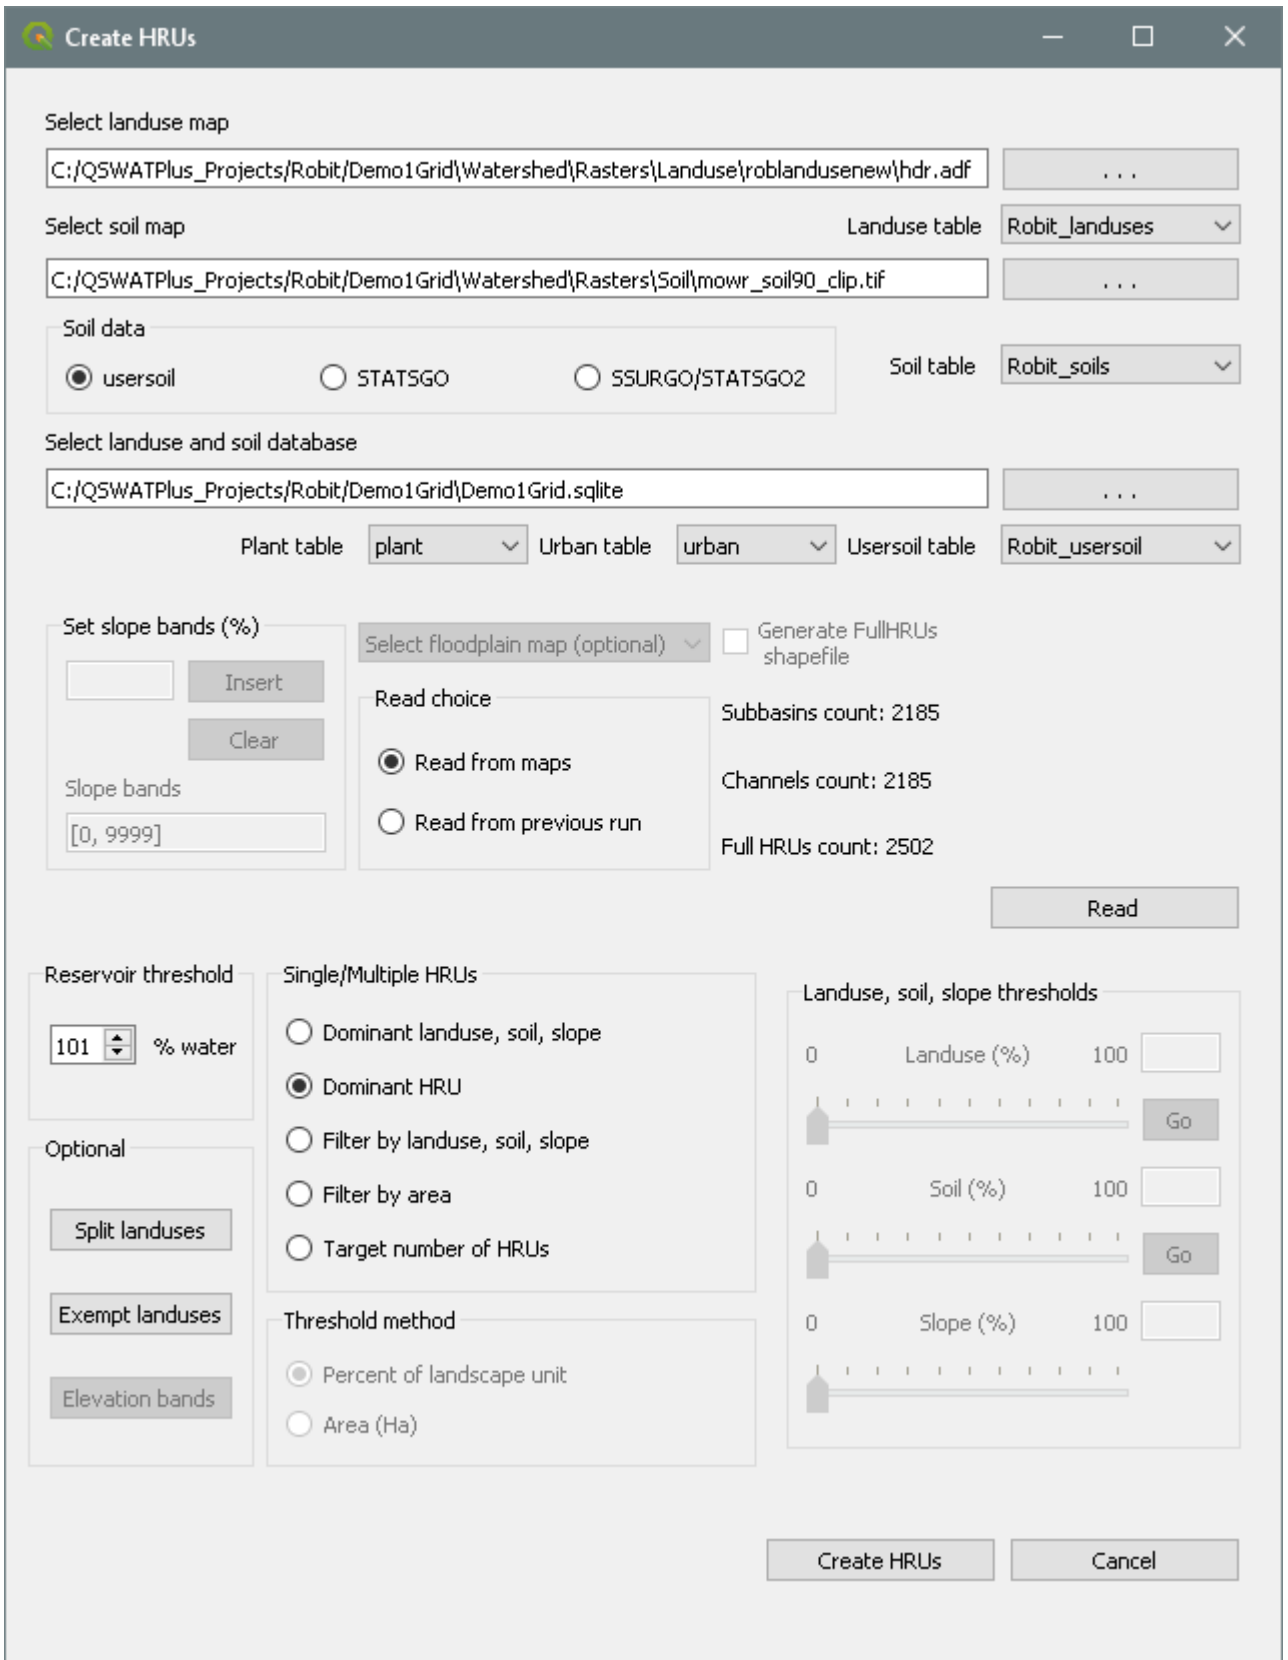 Create HRUs
Select landuse map
C:/QSWATPlus_Projects/Robit/Demo1Grid\Watershed\Rasters\Landuse\roblandusenew\hdr.adf
. . .
Select soil map
Landuse table
Robit_landuses
C:/QSWATPlus_Projects/Robit/Demo1Grid\Watershed\Rasters\Soil\mowr_soil90_clip.tif
. . .
Soil data
usersoil
STATSGO
SSURGO/STATSGO2
Soil table
Robit_soils
Select landuse and soil database
C:/QSWATPlus_Projects/Robit/Demo1Grid\Demo1Grid.sqlite
. . .
Plant table
plant
Urban table
urban
Usersoil table
Robit_usersoil
Set slope bands (%)
Insert
Clear
Slope bands
[0, 9999]
Select floodplain map (optional)
Generate FullHRUs
shapefile
Read choice
Read from maps
Read from previous run
Subbasins count: 2185
Channels count: 2185
Full HRUs count: 2502
Read
Reservoir threshold
101
% water
Optional
Split landuses
Exempt landuses
Elevation bands
Single/Multiple HRUs
Dominant landuse, soil, slope
Dominant HRU
Filter by landuse, soil, slope
Filter by area
Target number of HRUs
Threshold method
Percent of landscape unit
Area (Ha)
Landuse, soil, slope thresholds
0 Landuse (%) 100
Go
0 Soil (%) 100
Go
0 Slope (%) 100
Create HRUs
Cancel